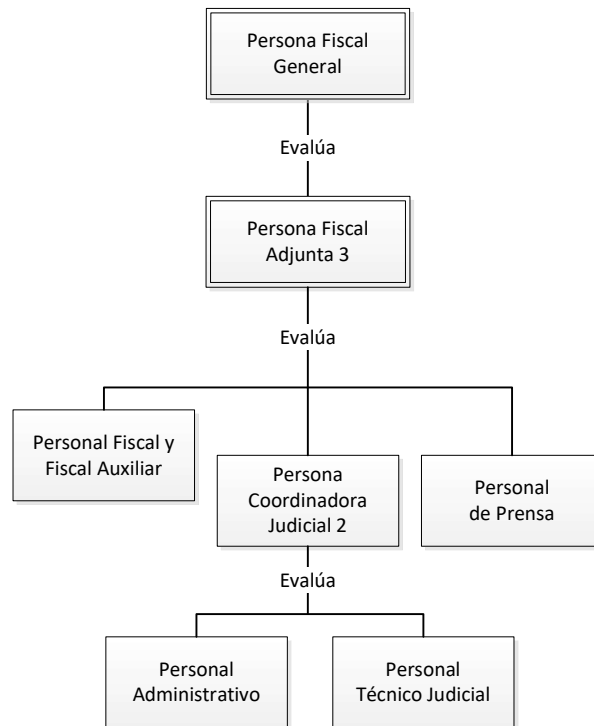 Persona Fiscal
General
Evalúa
Persona Fiscal
Adjunta 3
Evalúa
Personal Fiscal y
Fiscal Auxiliar
Persona
Coordinadora
Judicial 2
Personal
de Prensa
Evalúa
Personal
Administrativo
Personal
Técnico Judicial